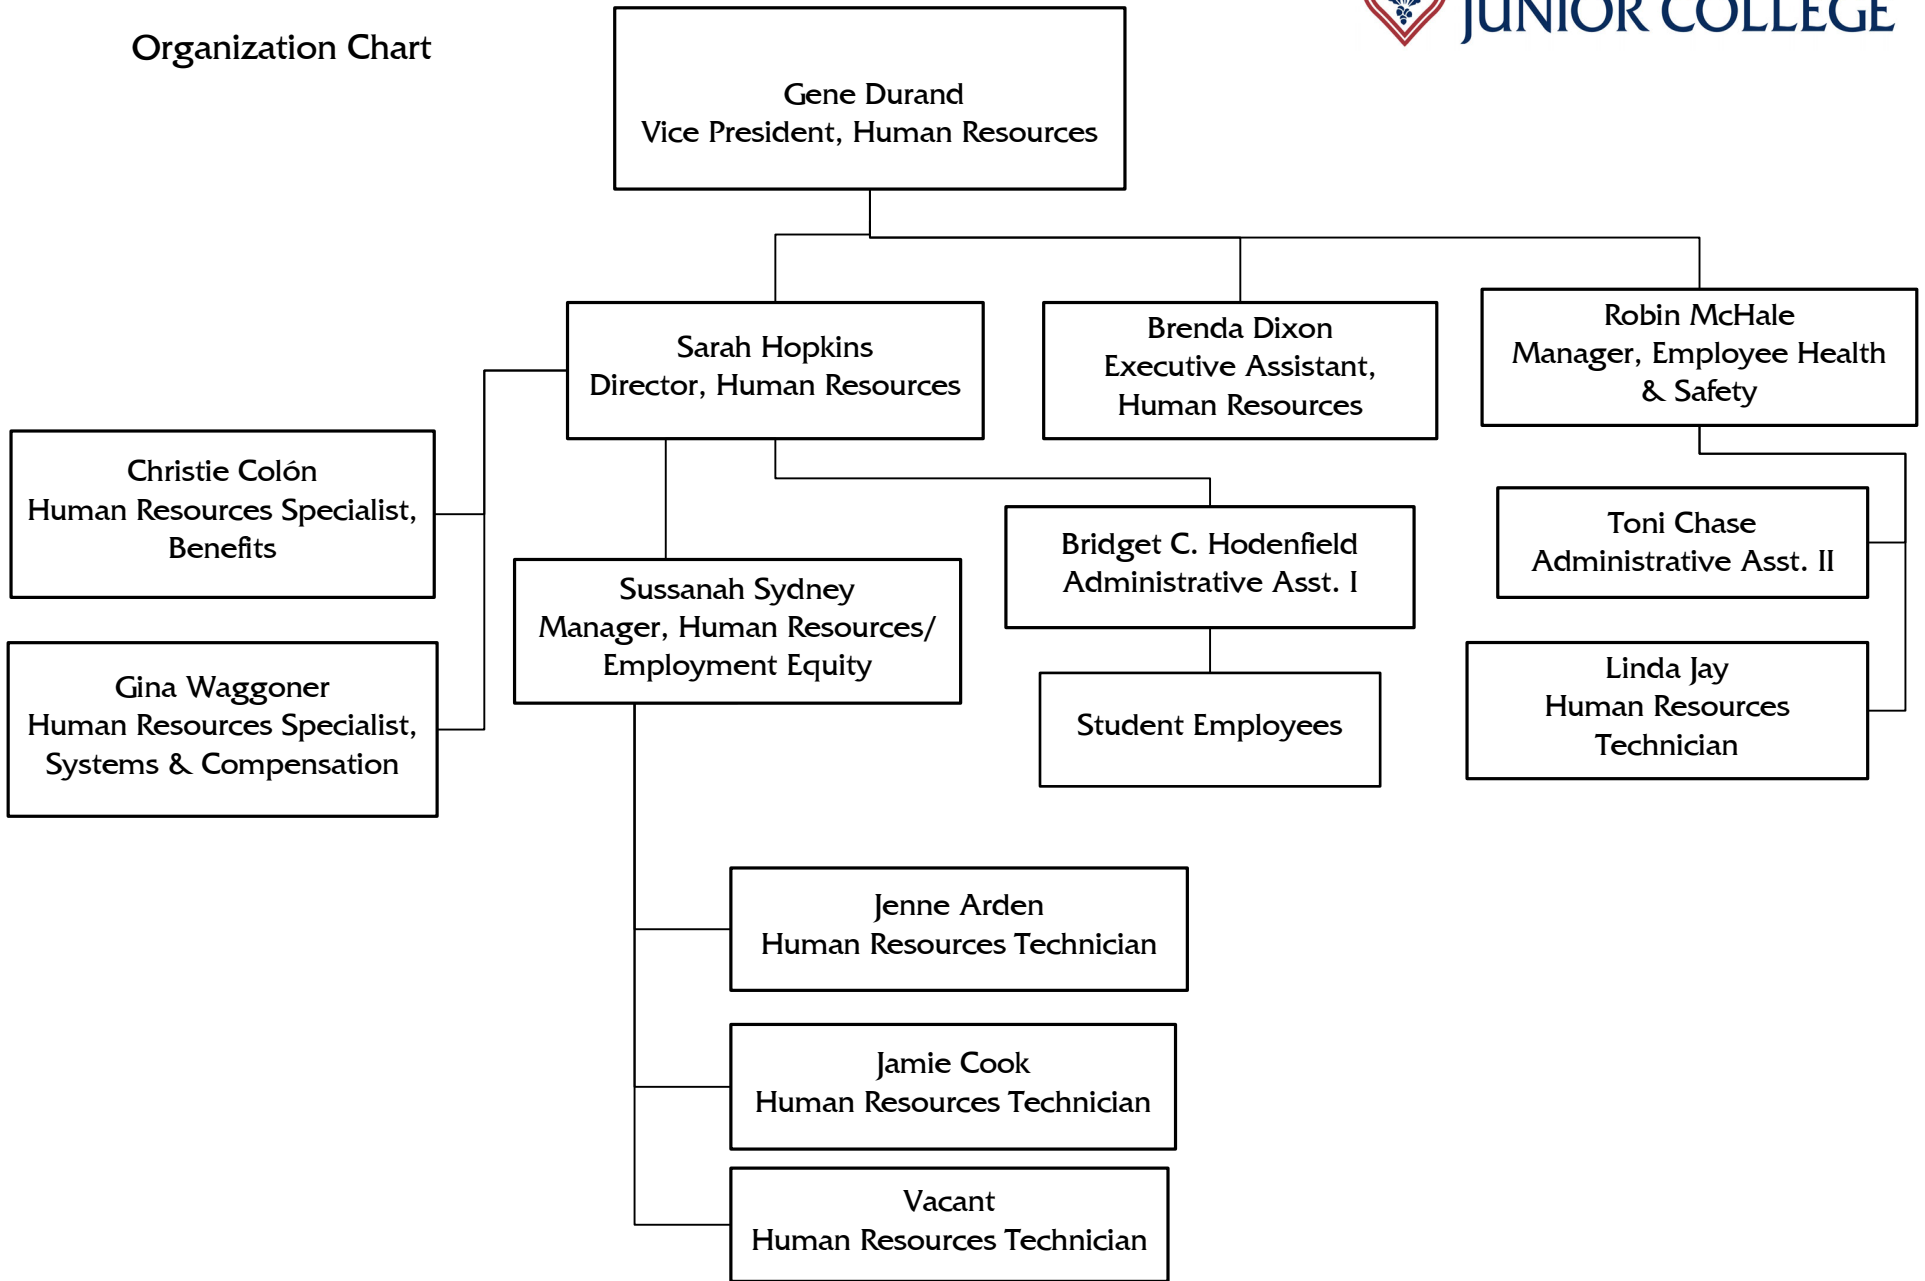 JUNIOR COLLEGE
Organization Chart
Gene Durand
Vice President, Human Resources
Sarah Hopkins
Director, Human Resources
Brenda Dixon
Executive Assistant,
Human Resources
Robin McHale
Manager, Employee Health
& Safety
Christie Colón
Human Resources Specialist,
Benefits
Gina Waggoner
Human Resources Specialist,
Systems & Compensation
Sussanah Sydney
Manager, Human Resources/
Employment Equity
Bridget C. Hodenfield
Administrative Asst. I
Student Employees
Toni Chase
Administrative Asst. II
Linda Jay
Human Resources
Technician
Jenne Arden
Human Resources Technician
Jamie Cook
Human Resources Technician
Vacant
Human Resources Technician